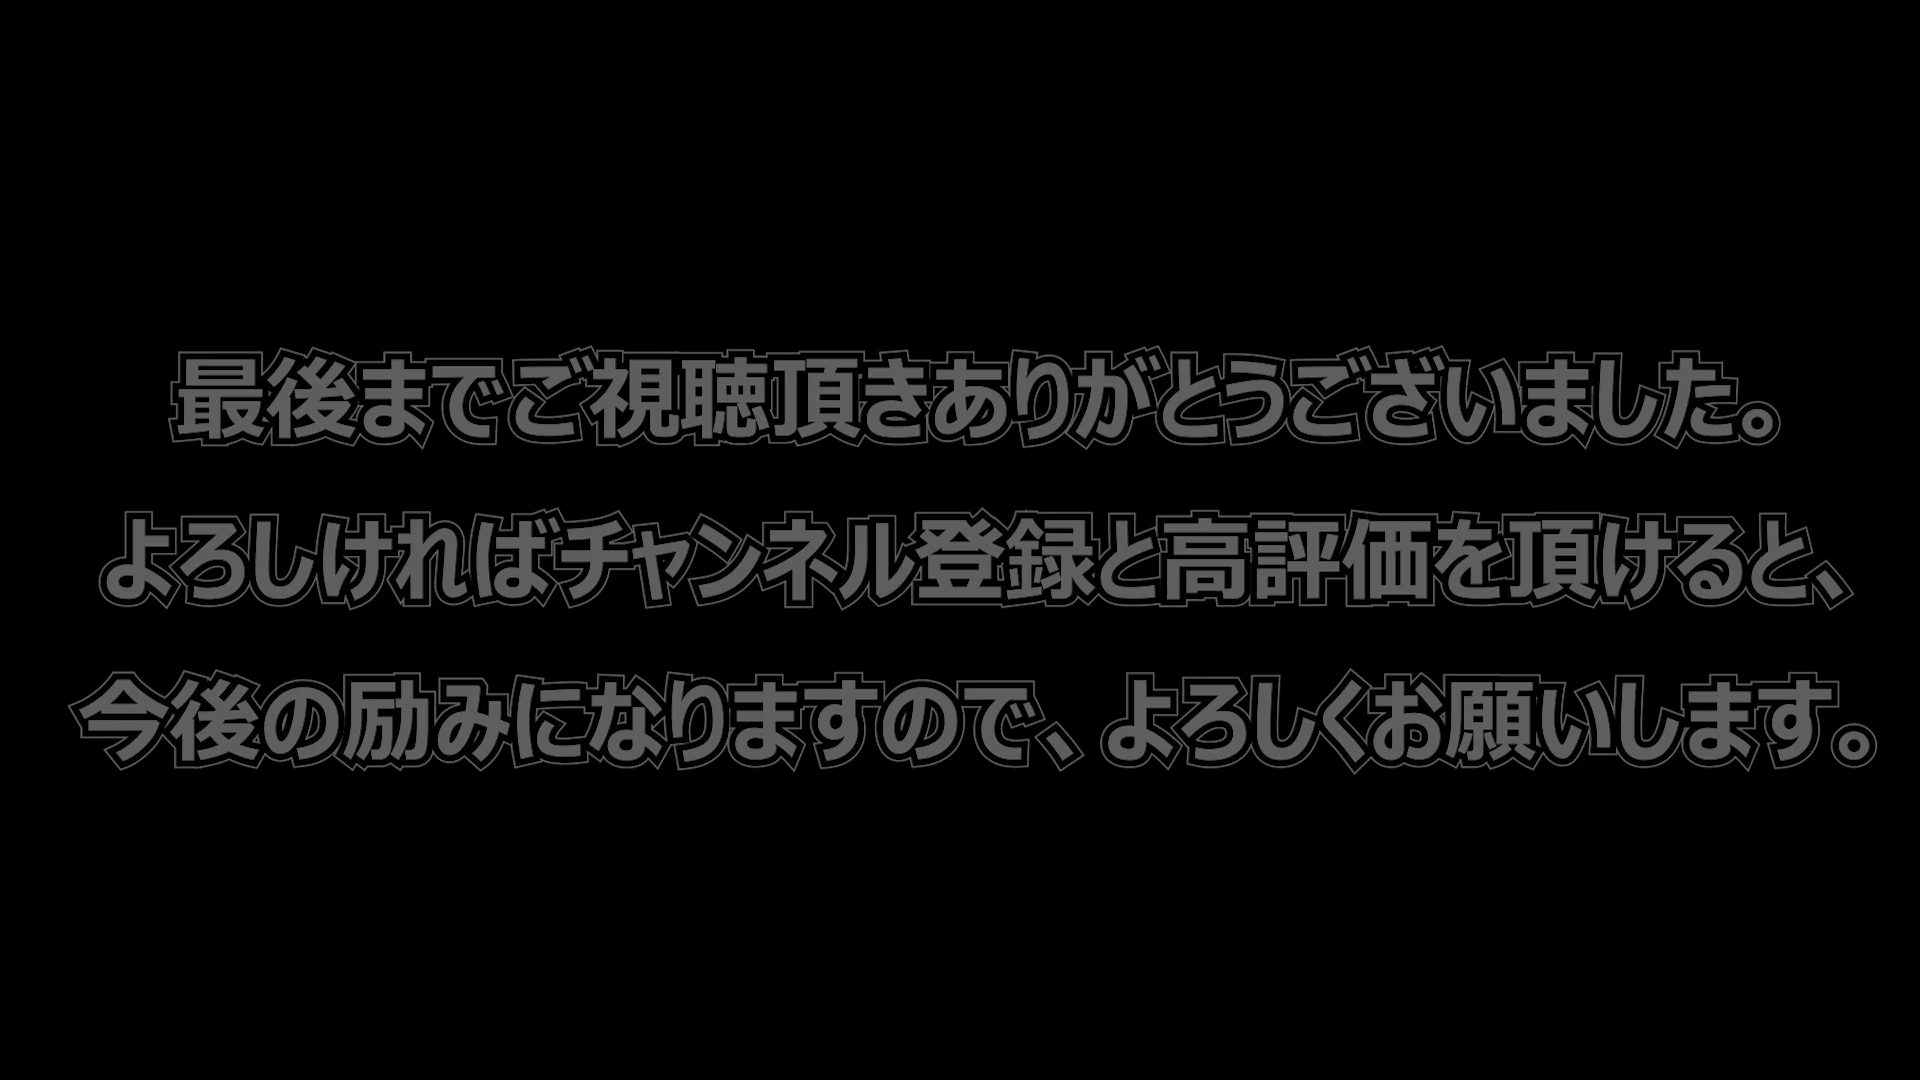 最後までご視聴頂きありがとうございました。
よろしければチャンネル登録と高評価を頂けると、
今後の励みになりますので、よろしくお願いします。